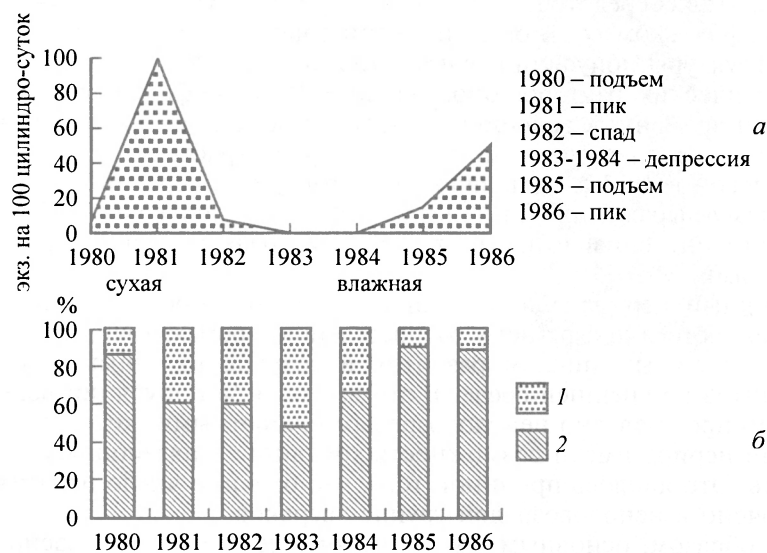 экз. на 100 цилиндро-суток
100
80
60
40
20
0
1980 1981 1982 1983 1984 1985 1986
сухая влажная
1980 – подъем
1981 – пик
1982 – спад
1983-1984 – депрессия
1985 – подъем
1986 – пик
а
%
100
80
60
40
20
0
1980 1981 1982 1983 1984 1985 1986
1
2
б